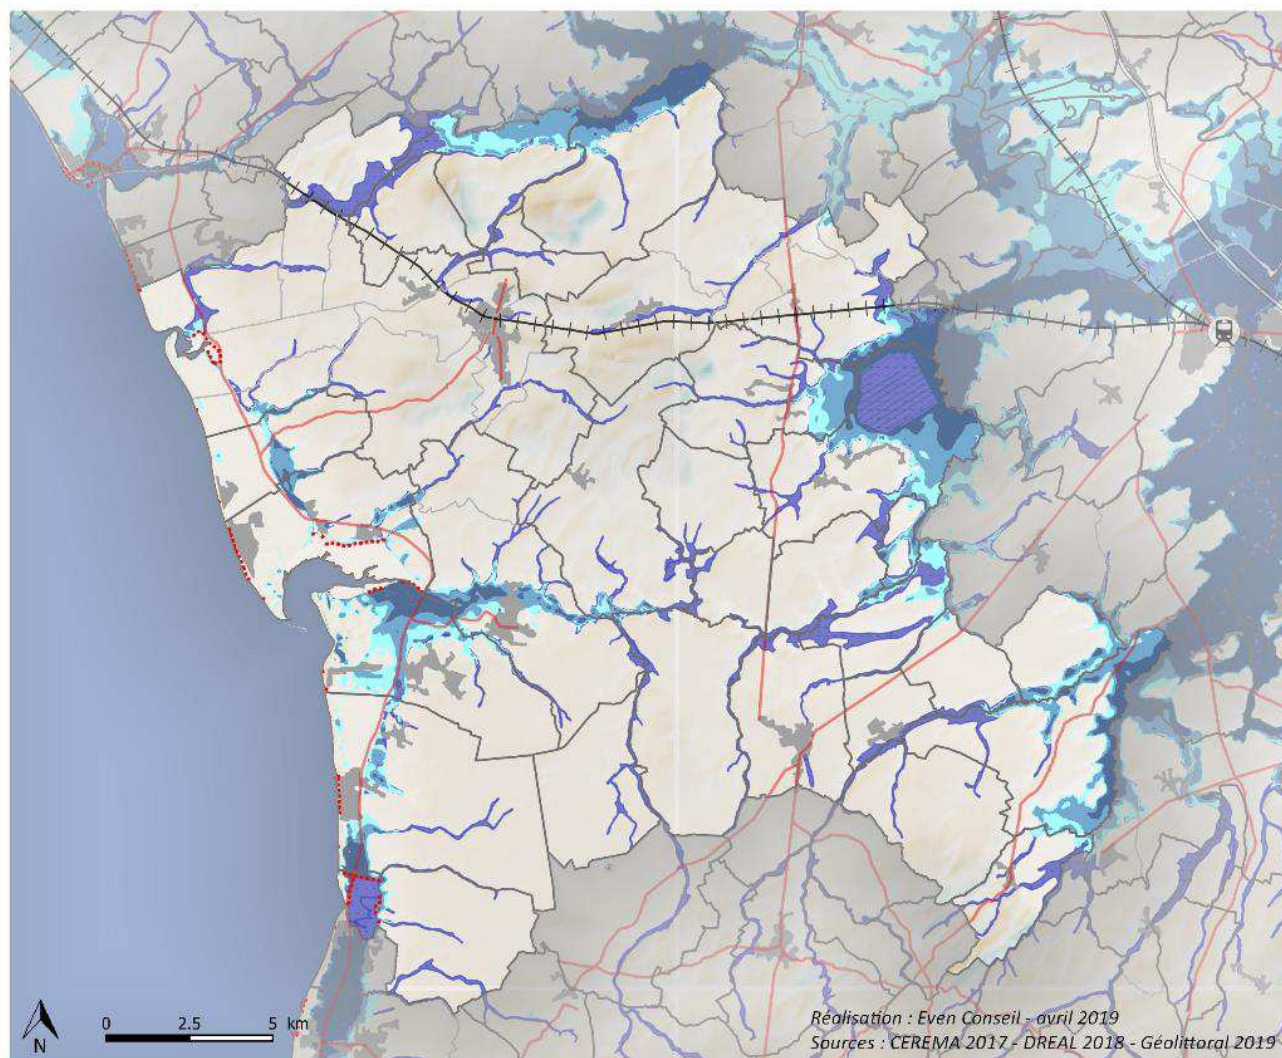 0 2.5 5 km
N
Réalisation : Even Conseil - avril 2019
Sources : CEREMA 2017 - DREAL 2018 - Géolittoral 2019